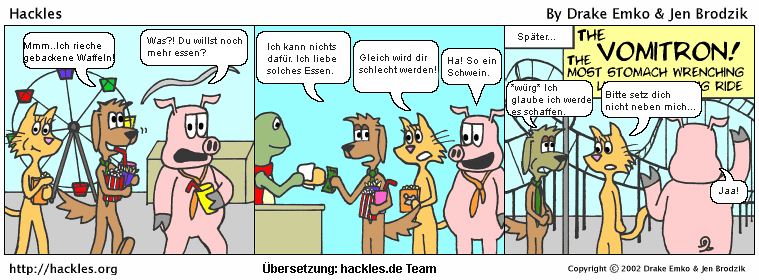 Hackles
By Drake Emko & Jen Brodzik
Mmm..Ich rieche
gebackene Waffeln!
Was?! Du willst noch
mehr essen?
Ich kann nichts
dafür. Ich liebe
solches Essen.
Gleich wird dir
schlecht werden!
Ha! So ein
Schwein.
Später...
THE
VOMITRON!
THE
MOST STOMACH WRENCHING
RIDE
*würg* Ich
glaube ich werde
es schaffen.
Bitte setz dich
nicht neben mich...
Jaa!
http://hackles.org
Übersetzung: hackles.de Team
Copyright © 2002 Drake Emko & Jen Brodzik